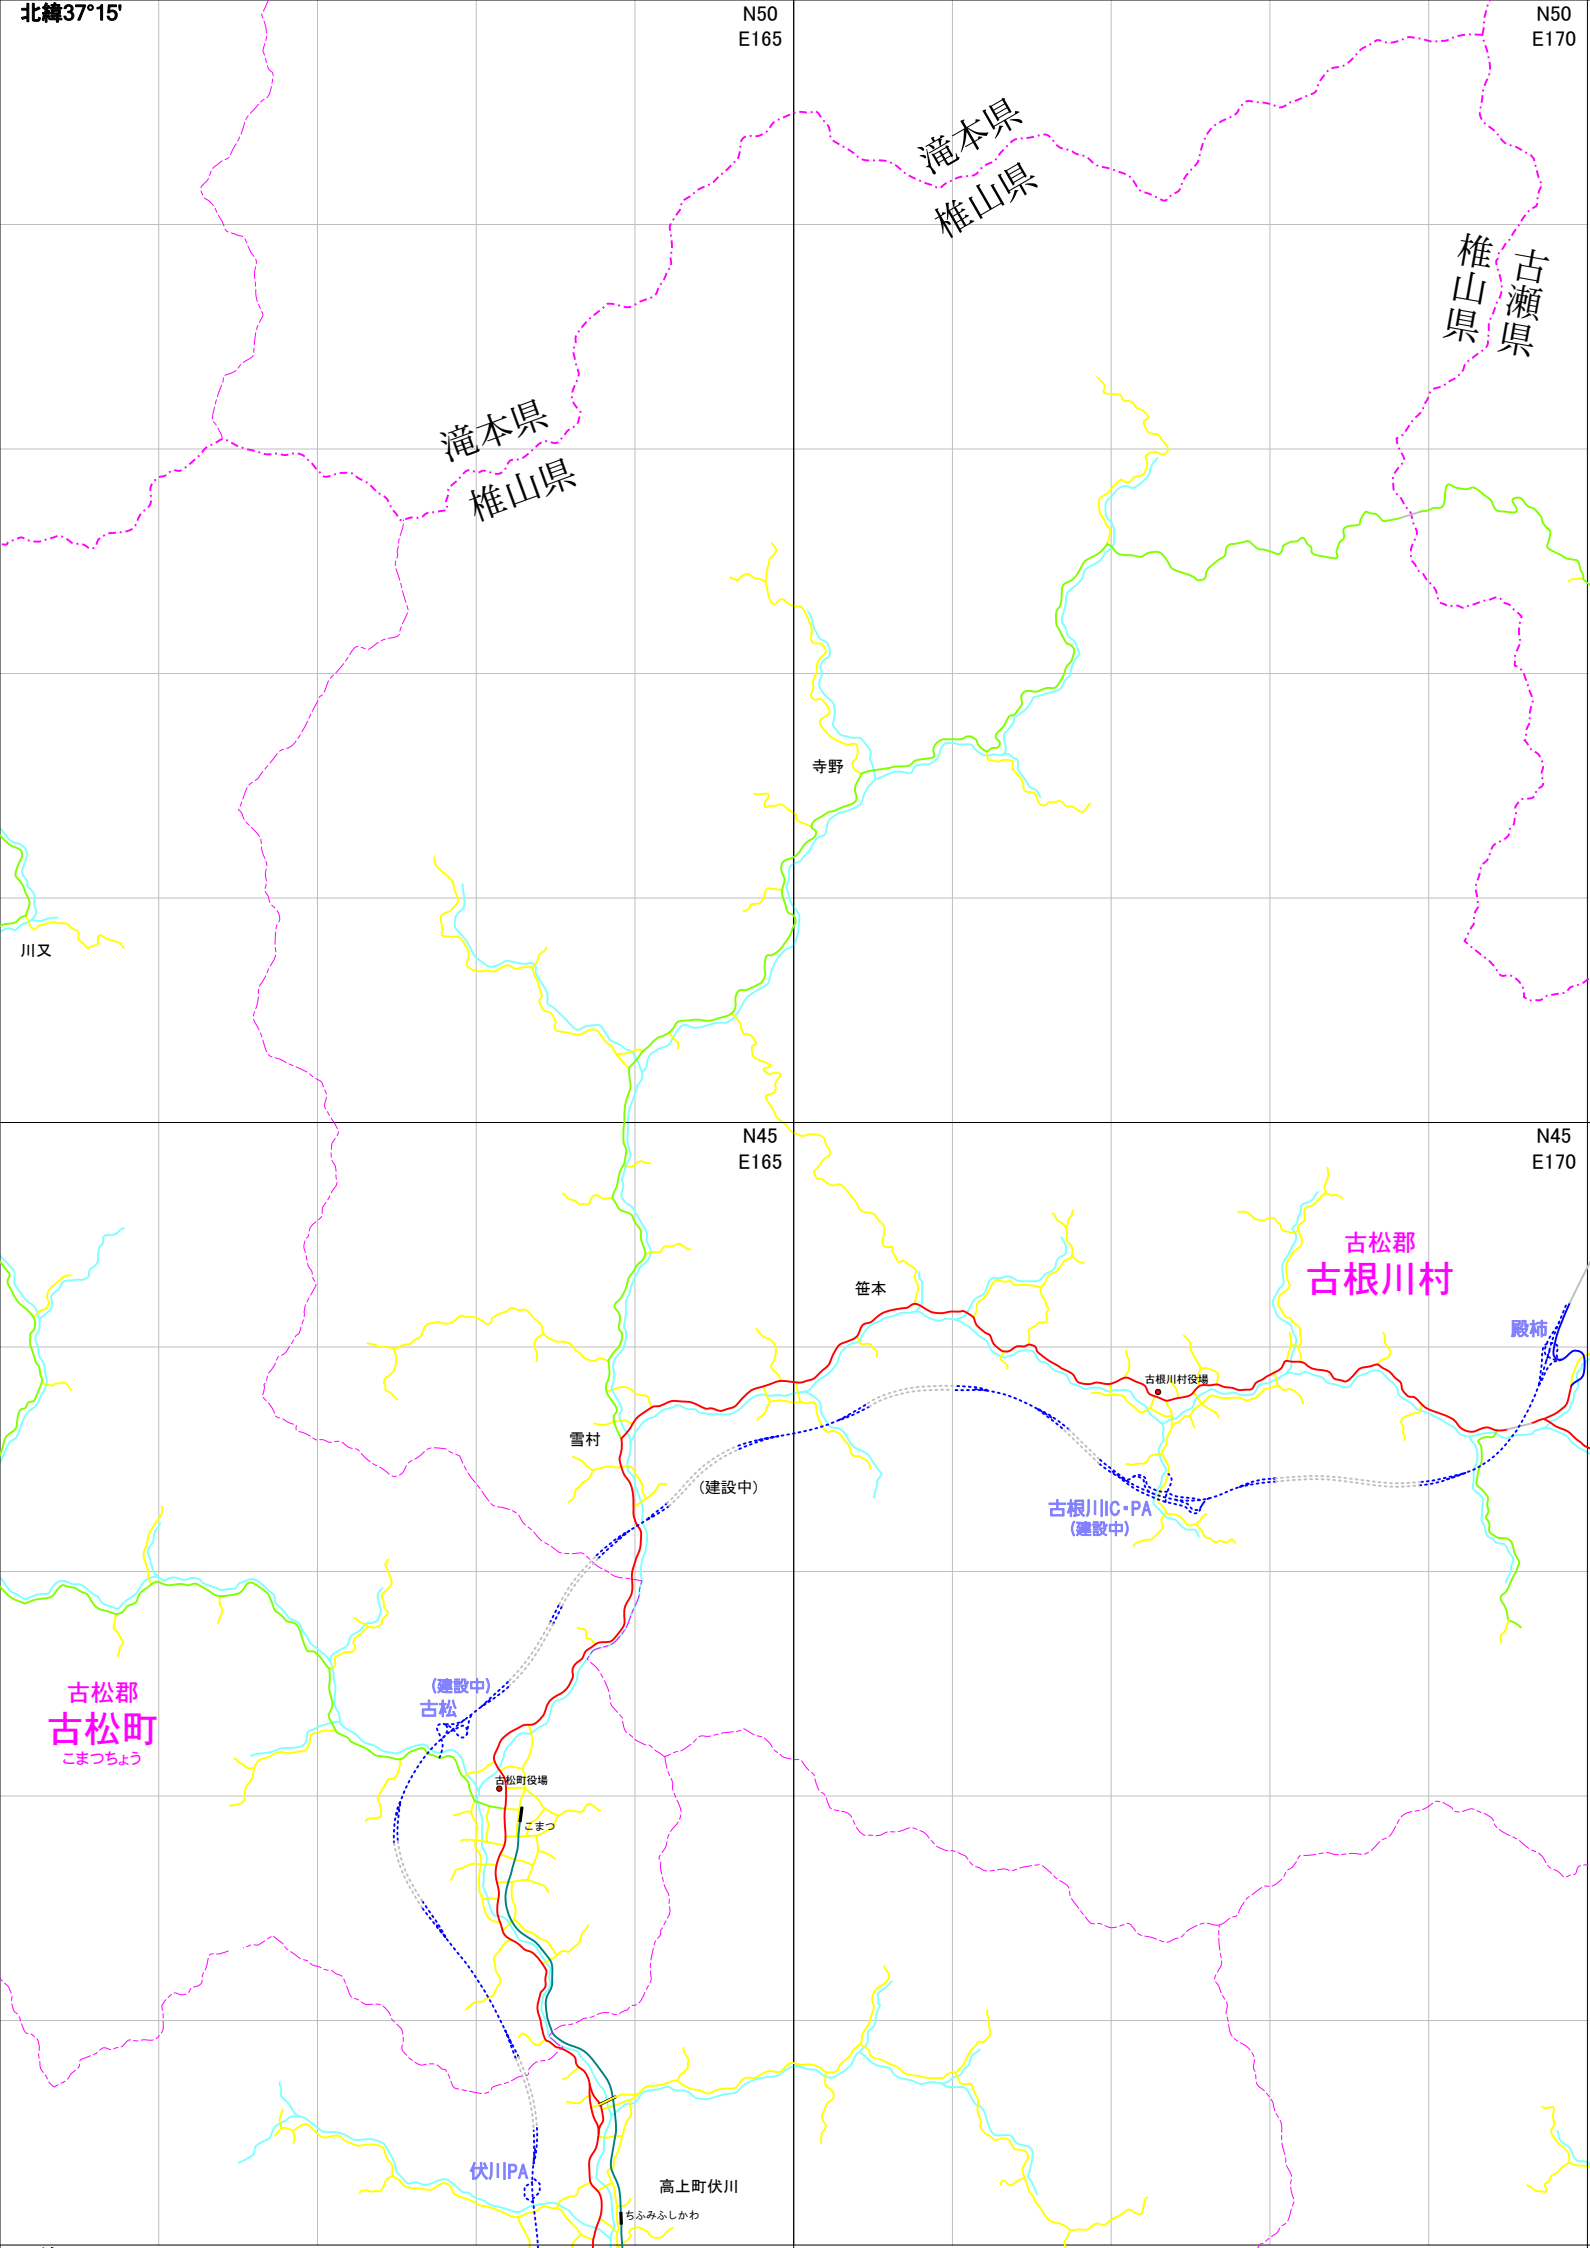 北緯37°15'
N50
E165
N50
E170
滝本県
椎山県
椎山県
古瀬県
滝本県
椎山県
寺野
川又
N45
E165
N45
E170
古松郡
古根川村
笹本
殿柿
古根川村役場
雪村
(建設中)
古根川IC・PA
(建設中)
古松郡
古松町
こまつちょう
(建設中)
古松
古松町役場
こまつ
伏川PA
高上町伏川
ちふみふしかわ